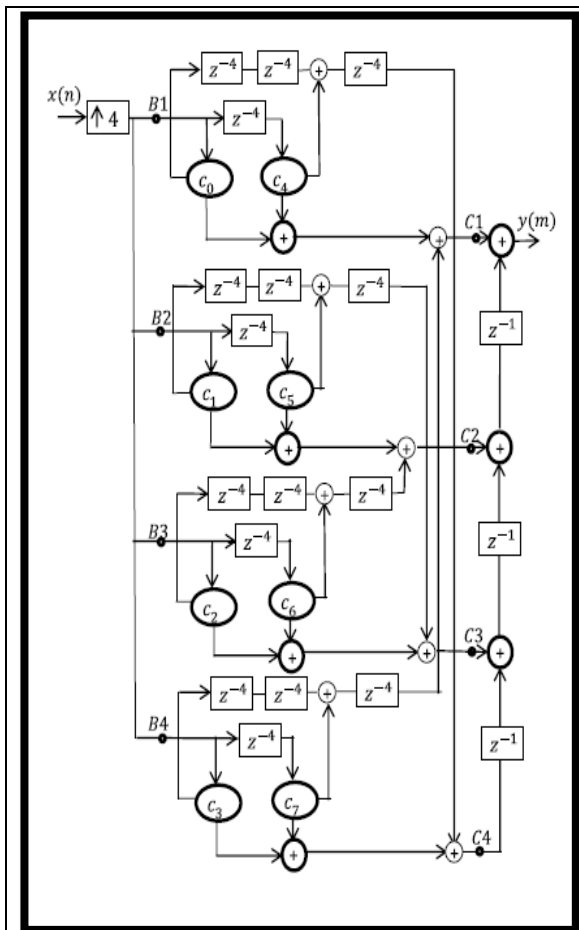 z⁻⁴ z⁻⁴ + z⁻⁴
x(n) ↑ 4 B1 z⁻⁴
c₀ c₄
+ + C1 + y(m)
z⁻⁴ z⁻⁴ + z⁻⁴
B2 z⁻⁴ z⁻¹
c₁ c₅
+ + C2 +
z⁻⁴ z⁻⁴ + z⁻⁴
B3 z⁻⁴ z⁻¹
c₂ c₆
+ + C3 +
z⁻⁴ z⁻⁴ + z⁻⁴
B4 z⁻⁴ z⁻¹
c₃ c₇
+ + C4